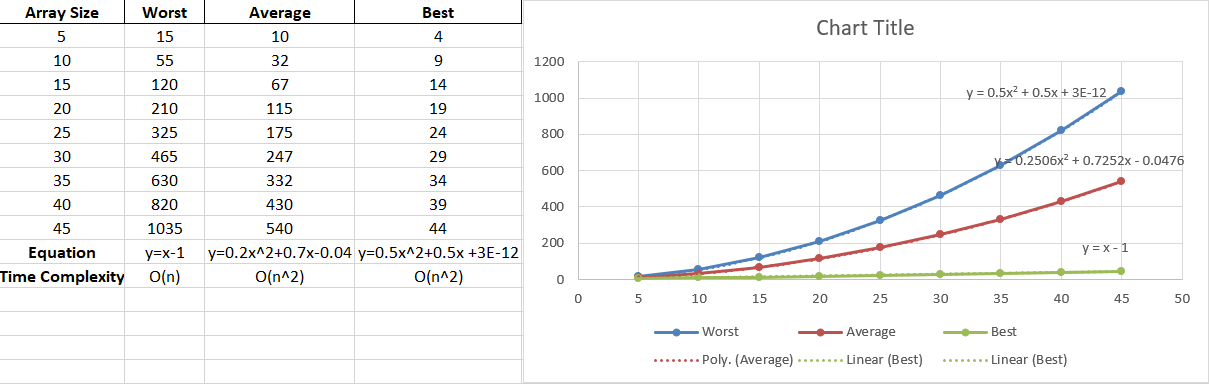 Array Size Worst Average Best
5 15 10 4
10 55 32 9
15 120 67 14
20 210 115 19
25 325 175 24
30 465 247 29
35 630 332 34
40 820 430 39
45 1035 540 44
Equation y=x-1 y=0.2x^2+0.7x-0.04 y=0.5x^2+0.5x +3E-12
Time Complexity O(n) O(n^2) O(n^2)
Chart Title
1200
1000
800
600
400
200
0
y = 0.5x² + 0.5x + 3E-12
y = 0.2506x² + 0.7252x - 0.0476
y = x - 1
0 5 10 15 20 25 30 35 40 45 50
Worst Average Best
Poly. (Average) Linear (Best) Linear (Best)